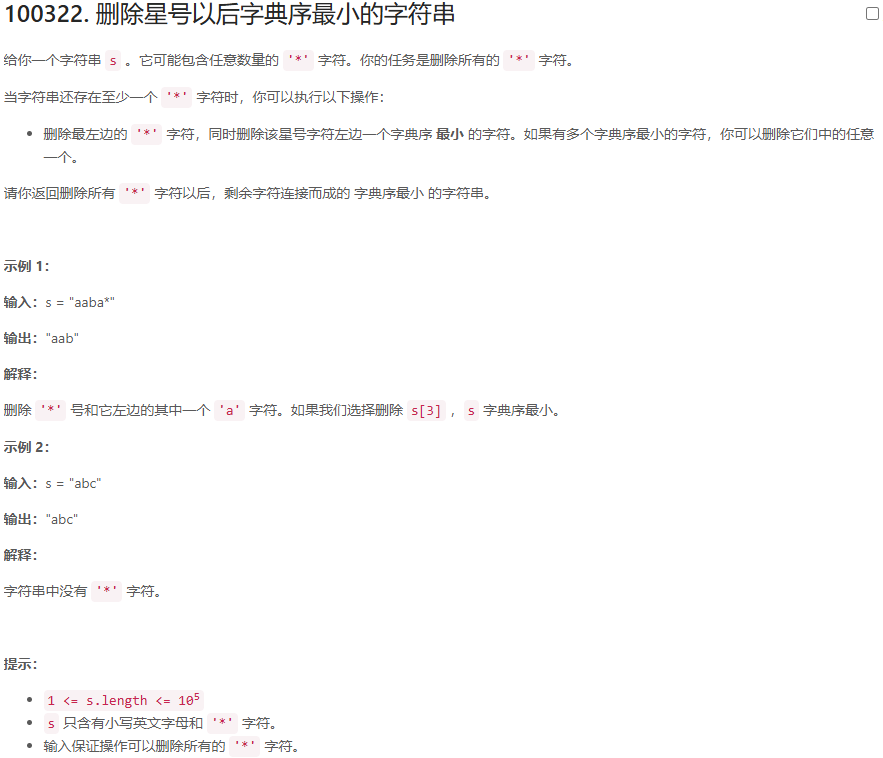 100322. 删除星号以后字典序最小的字符串
给你一个字符串 s 。它可能包含任意数量的 '*' 字符。你的任务是删除所有的 '*' 字符。
当字符串还存在至少一个 '*' 字符时，你可以执行以下操作：
• 删除最左边的 '*' 字符，同时删除该星号字符左边一个字典序 最小 的字符。如果有多个字典序最小的字符，你可以删除它们中的任意
一个。
请你返回删除所有 '*' 字符以后，剩余字符连接而成的 字典序最小 的字符串。
示例 1：
输入：s = "aaba*"
输出："aab"
解释：
删除 '*' 号和它左边的其中一个 'a' 字符。如果我们选择删除 s[3] ，s 字典序最小。
示例 2：
输入：s = "abc"
输出："abc"
解释：
字符串中没有 '*' 字符。
提示：
• 1 <= s.length <= 10⁵
• s 只含有小写英文字母和 '*' 字符。
• 输入保证操作可以删除所有的 '*' 字符。